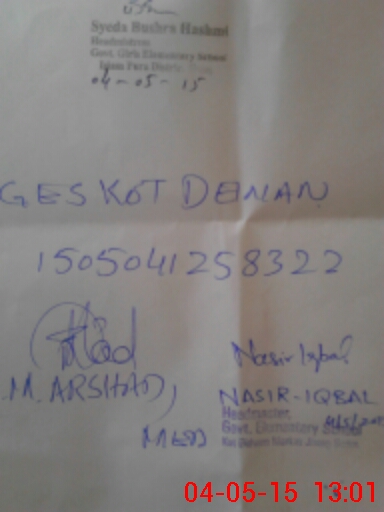 Syeda Bushra Hashmi
Headmistress
Govt. Girls Elementary School
04-05-15
GES KOT DEWAN
1505041258322
Nasir Iqbal
M. ARSHAD,
NASIR-IQBAL
Headmaster
Govt. Elementary School
04-05-15 13:01